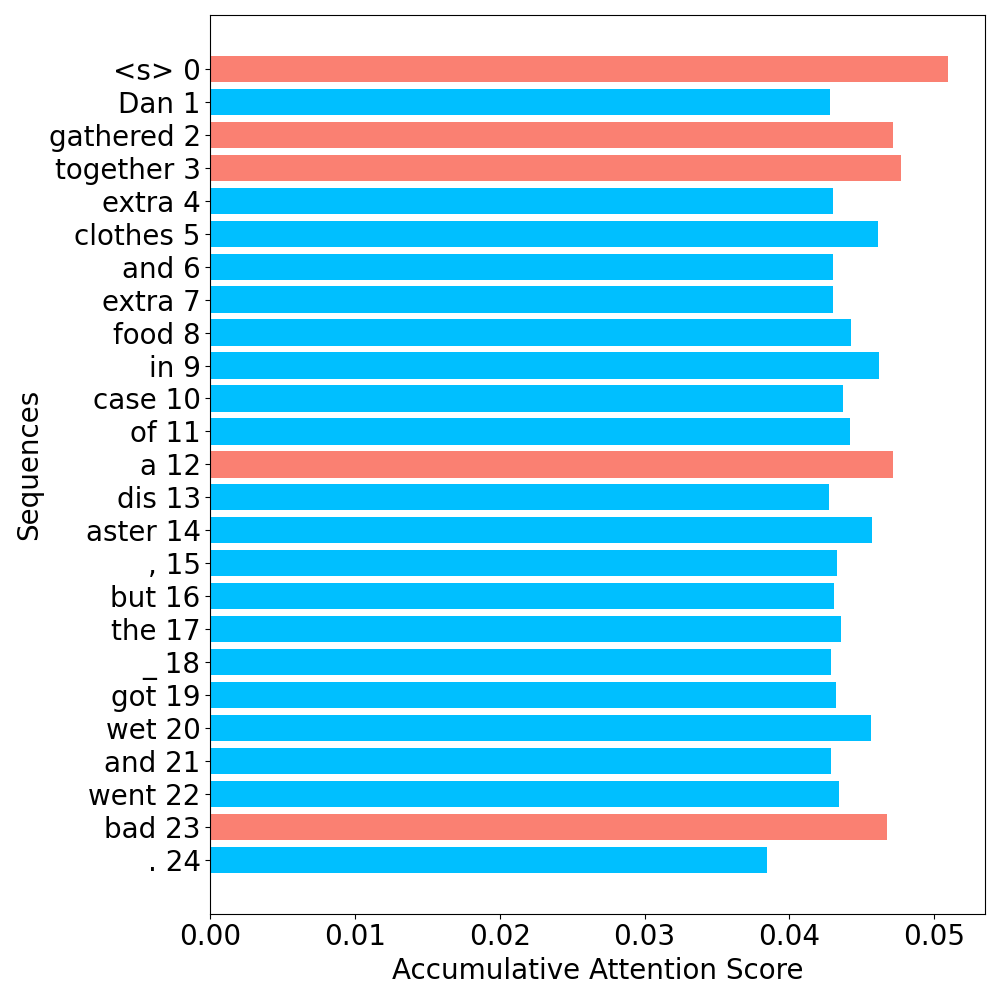 <s> 0
Dan 1
gathered 2
together 3
extra 4
clothes 5
and 6
extra 7
food 8
in 9
case 10
of 11
a 12
dis 13
aster 14
, 15
but 16
the 17
_ 18
got 19
wet 20
and 21
went 22
bad 23
. 24
Sequences
0.00 0.01 0.02 0.03 0.04 0.05
Accumulative Attention Score